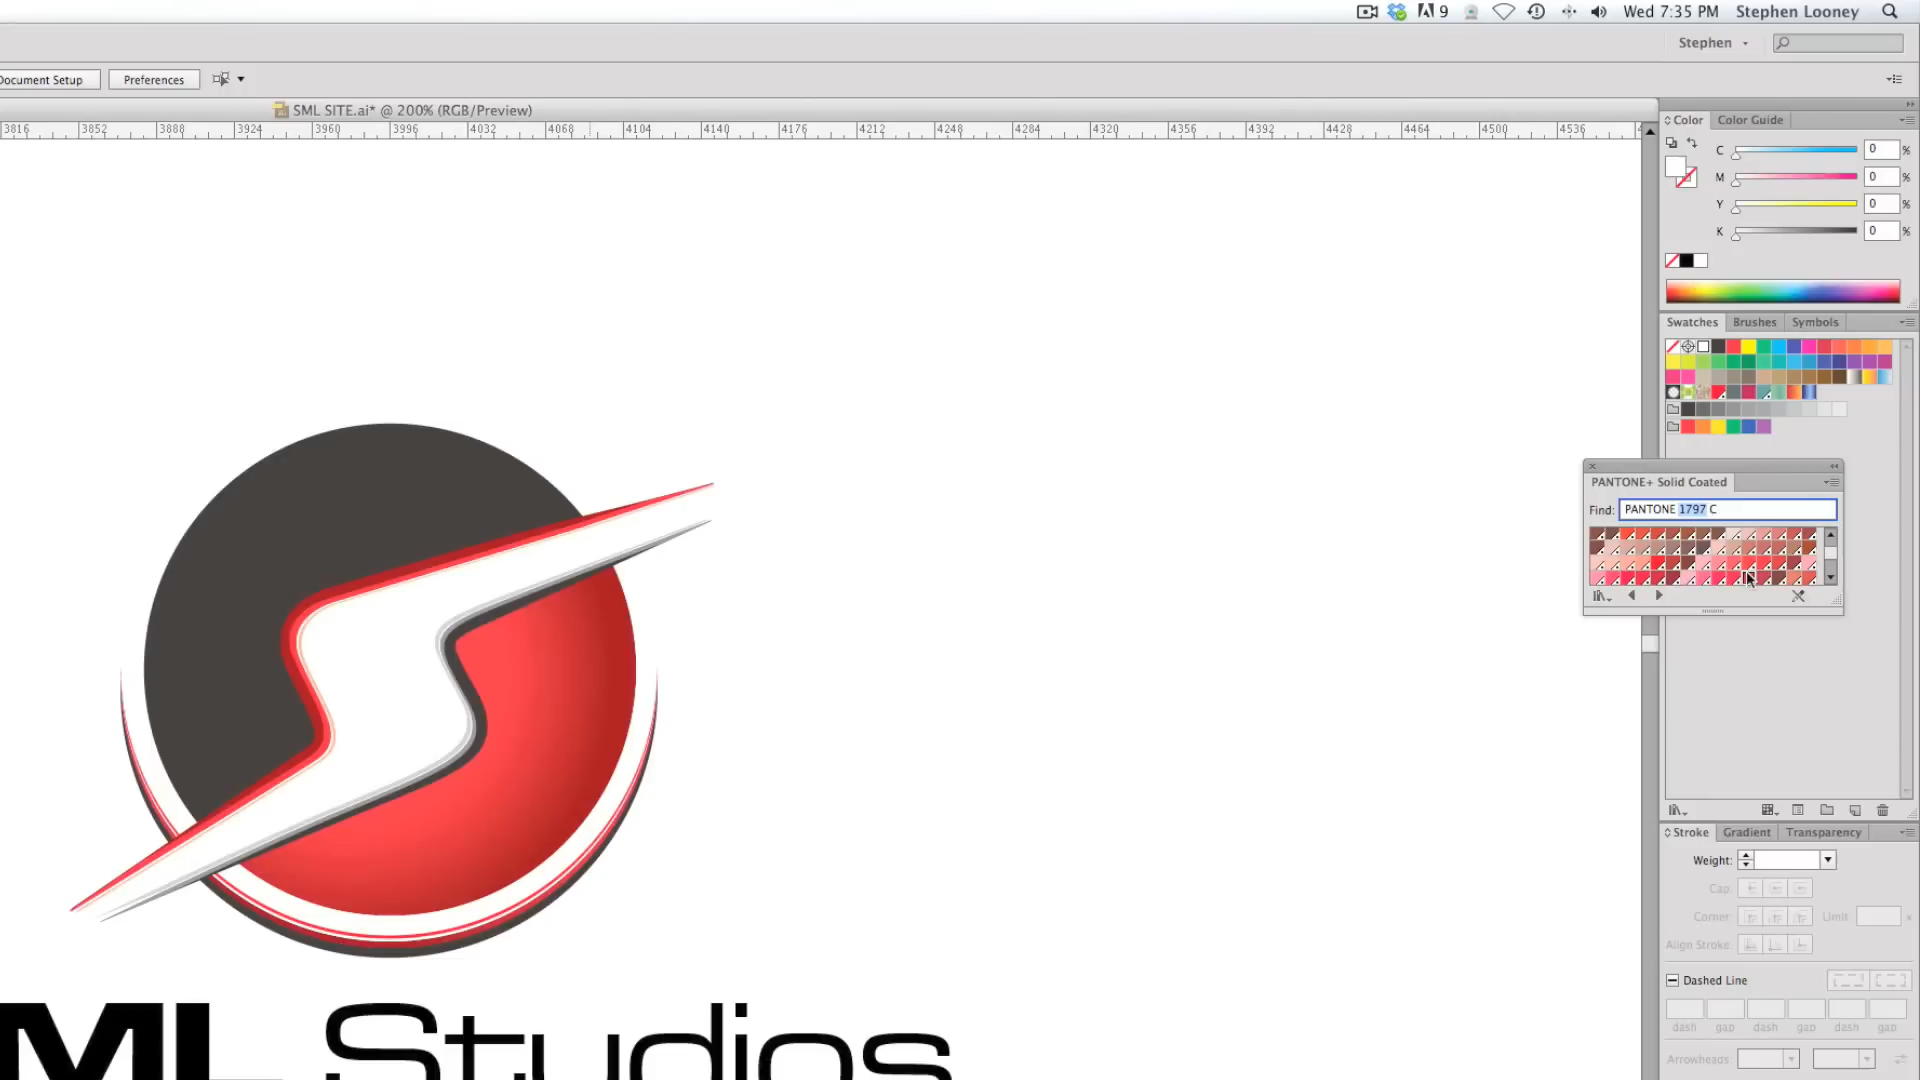 9 Wed 7:35 PM Stephen Looney
Stephen
Document Setup Preferences
SML SITE.ai* @ 200% (RGB/Preview)
3816 3852 3888 3924 3960 3996 4032 4068 4104 4140 4176 4212 4248 4284 4320 4356 4392 4428 4464 4500 4536
Color Color Guide
C 0 %
M 0 %
Y 0 %
K 0 %
Swatches Brushes Symbols
PANTONE+ Solid Coated
Find: PANTONE 1797 C
Stroke Gradient Transparency
Weight:
Cap:
Corner: Limit: x
Align Stroke:
Dashed Line
dash gap dash gap dash gap
Arrowheads:
ML Studios